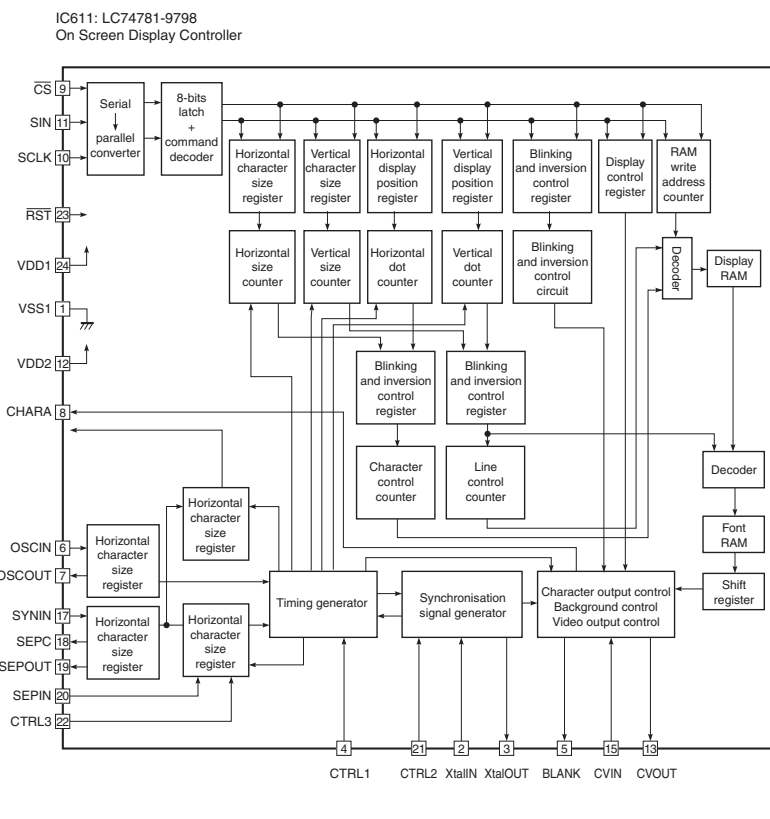 IC611: LC74781-9798
On Screen Display Controller
CS 9
SIN 11
SCLK 10
RST 23
VDD1 24
VSS1 1
VDD2 12
CHARA 8
OSCIN 6
OSCOUT 7
SYNIN 17
SEPC 18
SEPOUT 19
SEPIN 20
CTRL3 22
Serial
parallel
converter
8-bits
latch
+
command
decoder
Horizontal
character
size
register
Vertical
character
size
register
Horizontal
display
position
register
Vertical
display
position
register
Blinking
and inversion
control
register
Display
control
register
RAM
write
address
counter
Horizontal
size
counter
Vertical
size
counter
Horizontal
dot
counter
Vertical
dot
counter
Blinking
and inversion
control
circuit
Decoder
Display
RAM
Blinking
and inversion
control
register
Blinking
and inversion
control
register
Character
control
counter
Line
control
counter
Decoder
Font
RAM
Shift
register
Horizontal
character
size
register
Horizontal
character
size
register
Horizontal
character
size
register
Horizontal
character
size
register
Timing generator
Synchronisation
signal generator
Character output control
Background control
Video output control
4 21 2 3 5 15 13
CTRL1 CTRL2 XtalIN XtalOUT BLANK CVIN CVOUT